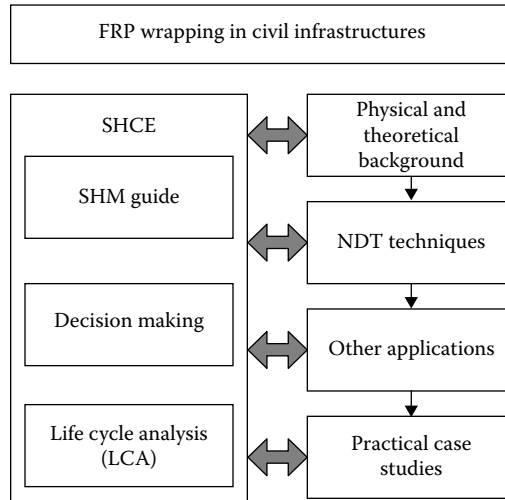 FRP wrapping in civil infrastructures
SHCE
SHM guide
Decision making
Life cycle analysis
(LCA)
Physical and
theoretical
background
NDT techniques
Other applications
Practical case
studies